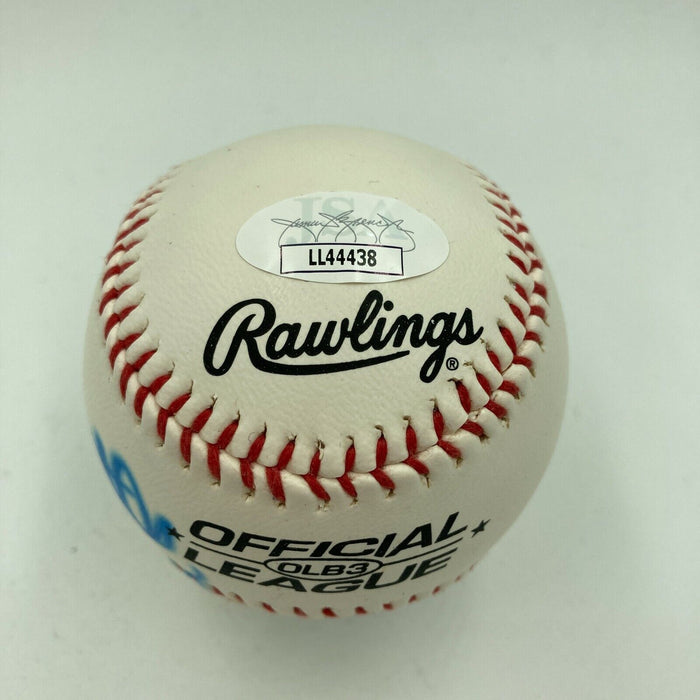 JSA
LL44438
Rawlings®
OFFICIAL
OLB3
LEAGUE